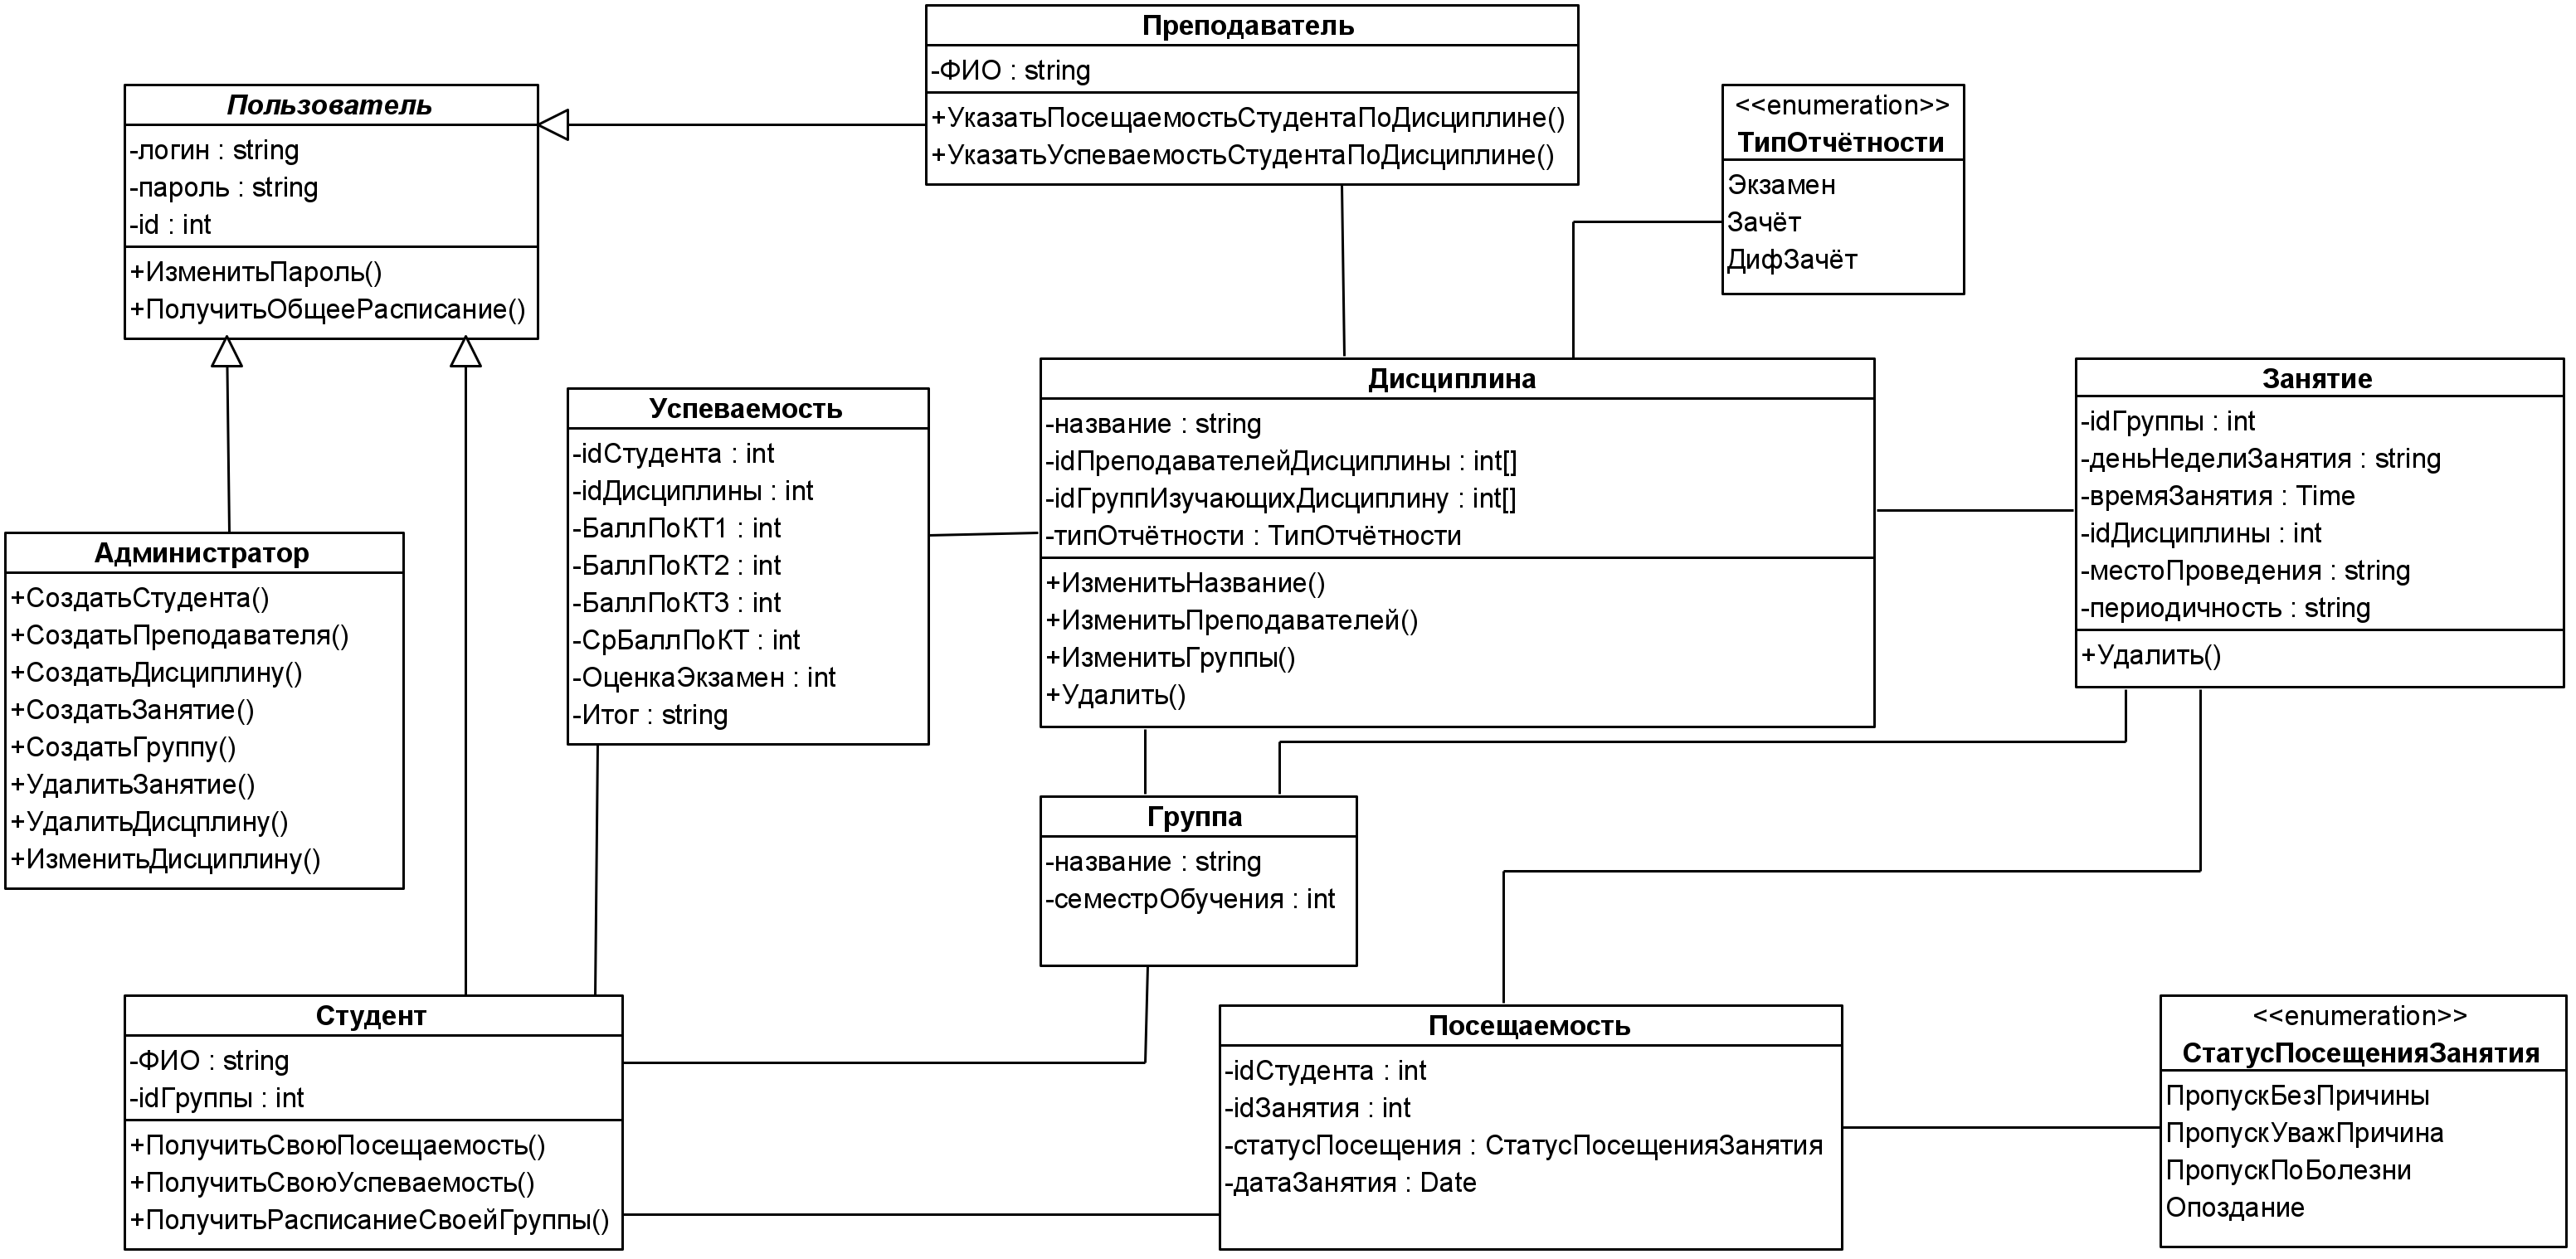 Преподаватель
-ФИО : string
+УказатьПосещаемостьСтудентаПоДисциплине()
+УказатьУспеваемостьСтудентаПоДисциплине()
Пользователь
-логин : string
-пароль : string
-id : int
+ИзменитьПароль()
+ПолучитьОбщееРасписание()
<<enumeration>>
ТипОтчётности
Экзамен
Зачёт
ДифЗачёт
Успеваемость
-idСтудента : int
-idДисциплины : int
-БаллПоКТ1 : int
-БаллПоКТ2 : int
-БаллПоКТ3 : int
-СрБаллПоКТ : int
-ОценкаЭкзамен : int
-Итог : string
Дисциплина
-название : string
-idПреподавателейДисциплины : int[]
-idГруппИзучающихДисциплину : int[]
-типОтчётности : ТипОтчётности
+ИзменитьНазвание()
+ИзменитьПреподавателей()
+ИзменитьГруппы()
+Удалить()
Занятие
-idГруппы : int
-деньНеделиЗанятия : string
-времяЗанятия : Time
-idДисциплины : int
-местоПроведения : string
-периодичность : string
+Удалить()
Администратор
+СоздатьСтудента()
+СоздатьПреподавателя()
+СоздатьДисциплину()
+СоздатьЗанятие()
+СоздатьГруппу()
+УдалитьЗанятие()
+УдалитьДисцплину()
+ИзменитьДисциплину()
Группа
-название : string
-семестрОбучения : int
Студент
-ФИО : string
-idГруппы : int
+ПолучитьСвоюПосещаемость()
+ПолучитьСвоюУспеваемость()
+ПолучитьРасписаниеСвоейГруппы()
Посещаемость
-idСтудента : int
-idЗанятия : int
-статусПосещения : СтатусПосещенияЗанятия
-датаЗанятия : Date
<<enumeration>>
СтатусПосещенияЗанятия
ПропускБезПричины
ПропускУважПричина
ПропускПоБолезни
Опоздание